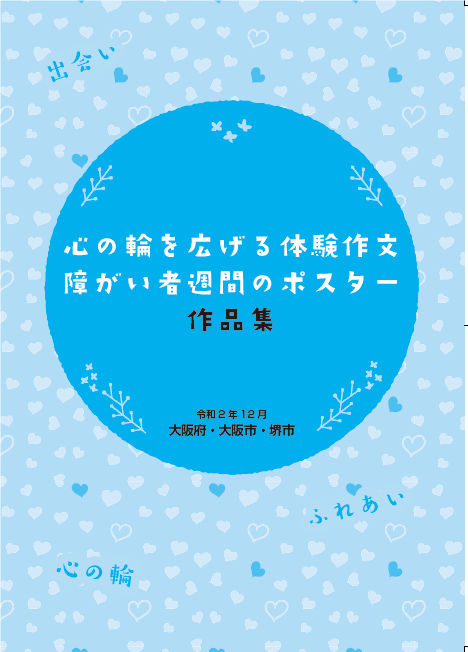 出会い
心の輪を広げる体験作文
障がい者週間のポスター
作品集
令和2年12月
大阪府・大阪市・堺市
ふれあい
心の輪